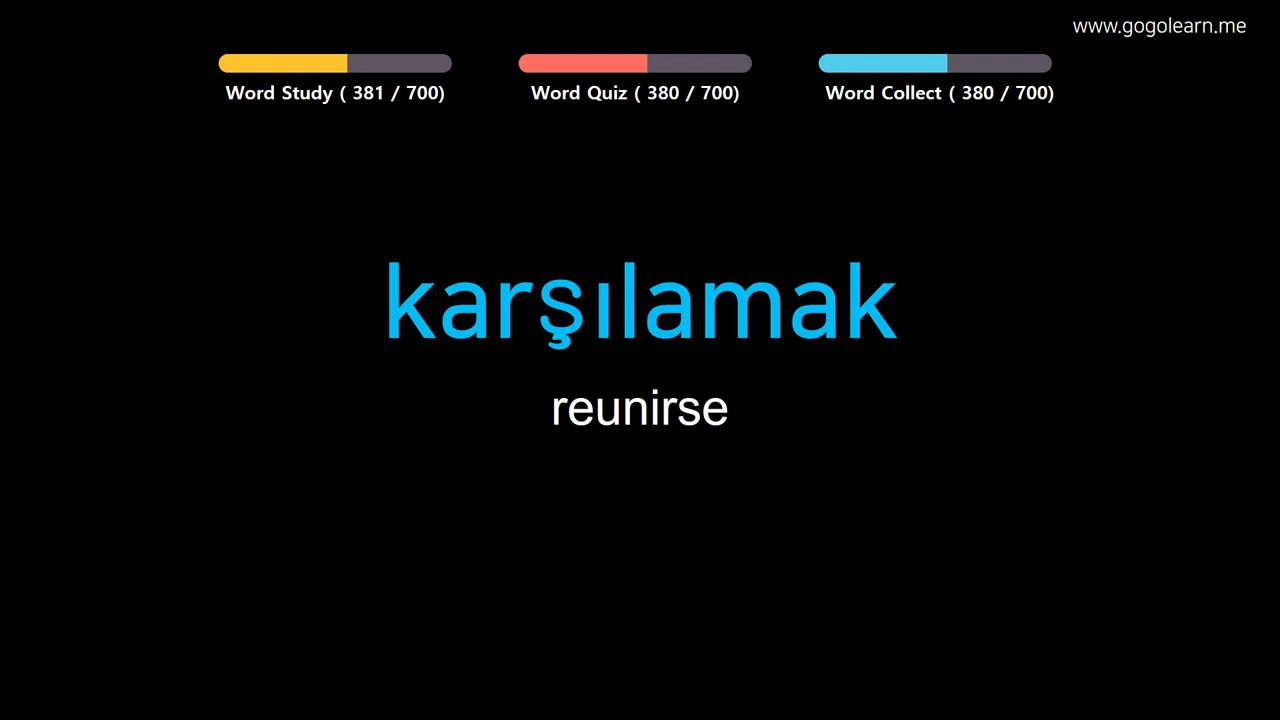 www.gogolearn.me
Word Study ( 381 / 700)
Word Quiz ( 380 / 700)
Word Collect ( 380 / 700)
karşılamak
reunirse